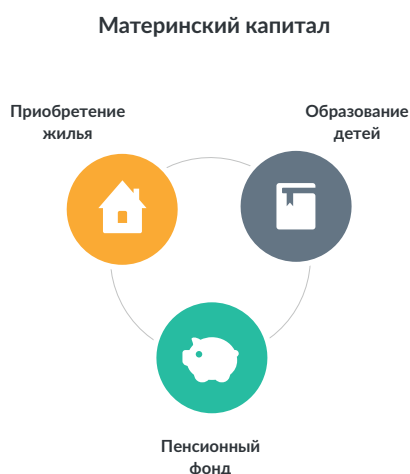 Материнский капитал
Приобретение
жилья
Образование
детей
Пенсионный
фонд